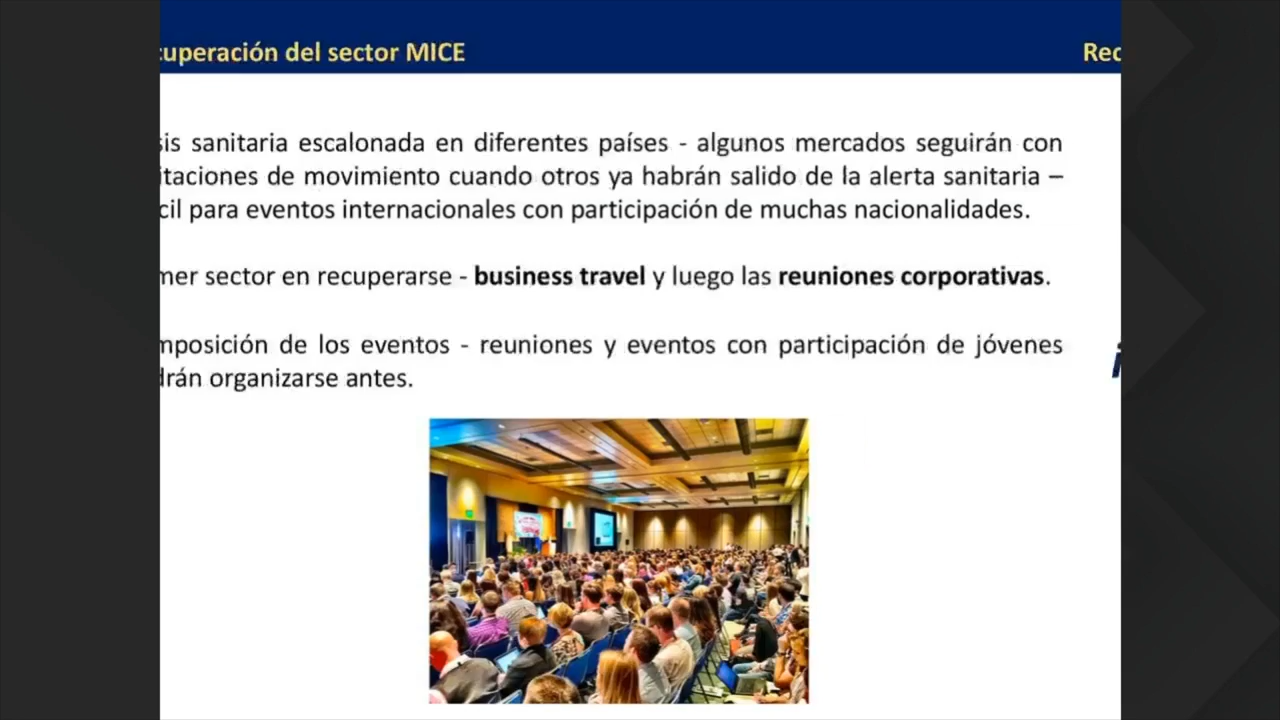 cuperación del sector MICE
Rec
sis sanitaria escalonada en diferentes países - algunos mercados seguirán con
itaciones de movimiento cuando otros ya habrán salido de la alerta sanitaria –
cil para eventos internacionales con participación de muchas nacionalidades.
mer sector en recuperarse - business travel y luego las reuniones corporativas.
mposición de los eventos - reuniones y eventos con participación de jóvenes
drán organizarse antes.